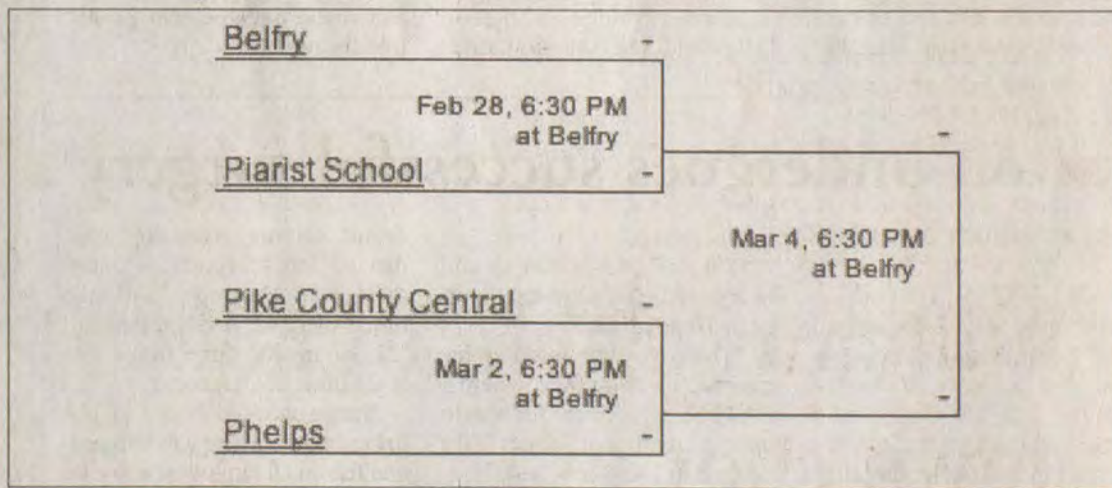 Belfry -
Feb 28, 6:30 PM
at Belfry
-
Piarist School -
Mar 4, 6:30 PM
at Belfry
Pike County Central -
Mar 2, 6:30 PM
at Belfry
-
Phelps -